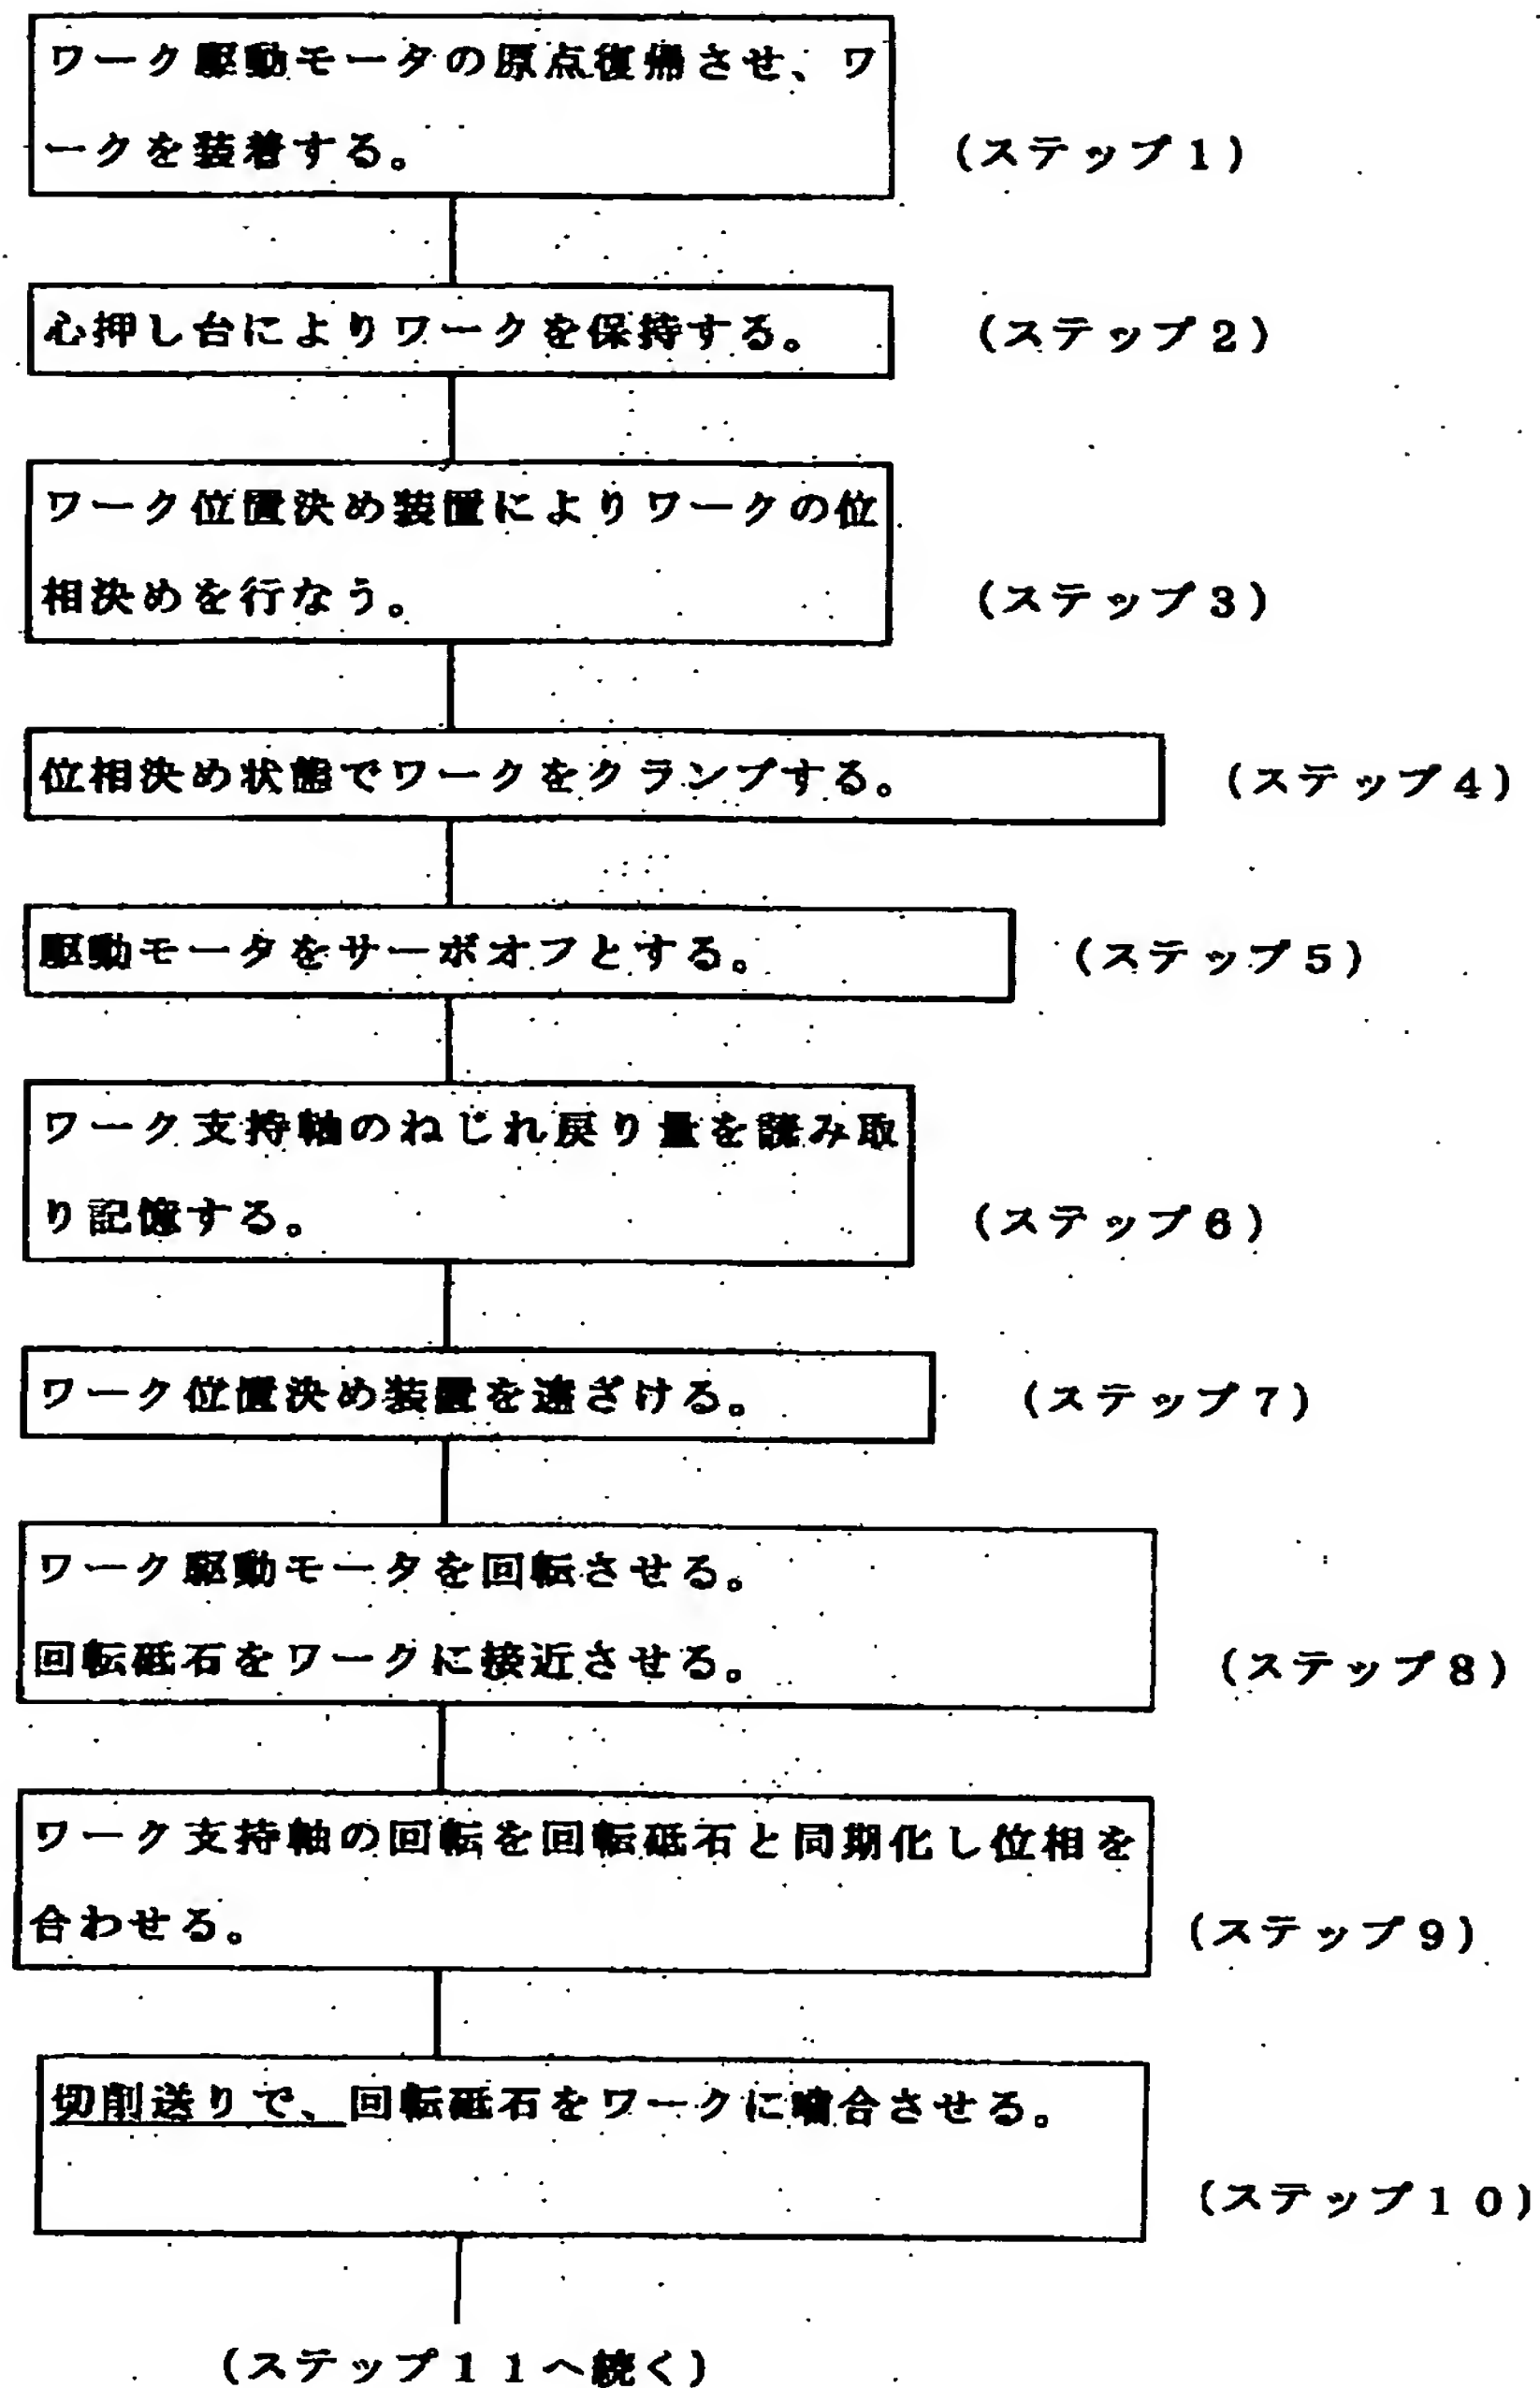 ワーク駆動モータの原点復帰させ、ワ
ークを装着する。
(ステップ1)
心押し台によりワークを保持する。
(ステップ2)
ワーク位置決め装置によりワークの位
相決めを行なう。
(ステップ3)
位相決め状態でワークをクランプする。
(ステップ4)
駆動モータをサーボオフとする。
(ステップ5)
ワーク支持軸のねじれ戻り量を読み取
り記憶する。
(ステップ6)
ワーク位置決め装置を遠ざける。
(ステップ7)
ワーク駆動モータを回転させる。
回転砥石をワークに接近させる。
(ステップ8)
ワーク支持軸の回転を回転砥石と同期化し位相を
合わせる。
(ステップ9)
切削送りで、回転砥石をワークに噛合させる。
(ステップ10)
(ステップ11へ続く)